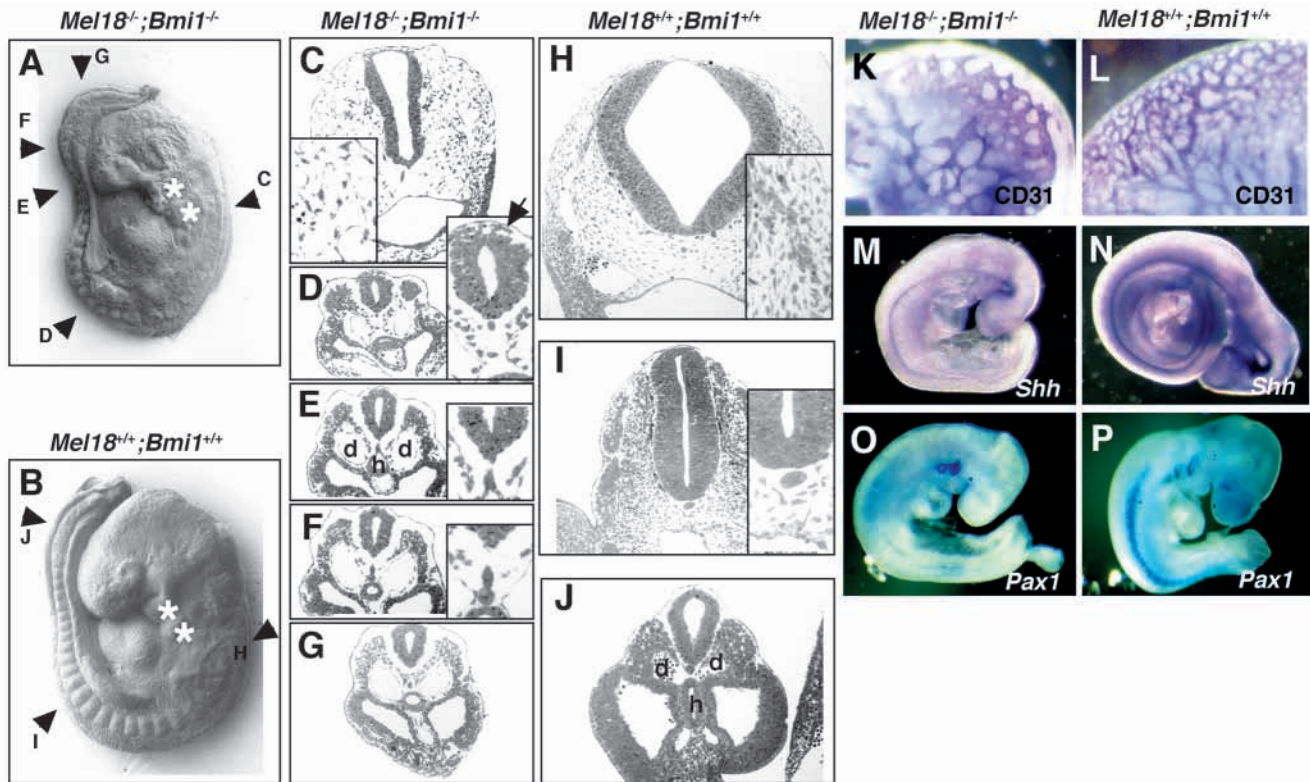 Mel18-/-;Bmi1-/-
Mel18-/-;Bmi1-/-
Mel18+/+;Bmi1+/+
Mel18-/-;Bmi1-/-
Mel18+/+;Bmi1+/+
A
G
F
E
C
D
Mel18+/+;Bmi1+/+
B
J
H
I
C
D
E
d
d
h
F
G
H
I
J
d
d
h
K
CD31
L
CD31
M
Shh
N
Shh
O
Pax1
P
Pax1